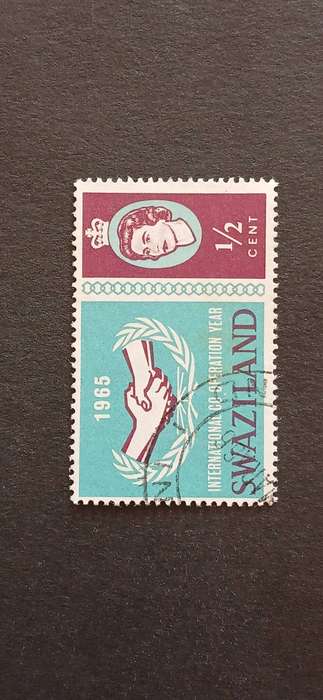 1965
INTERNATIONAL CO-OPERATION YEAR
SWAZILAND
1/2
CENT